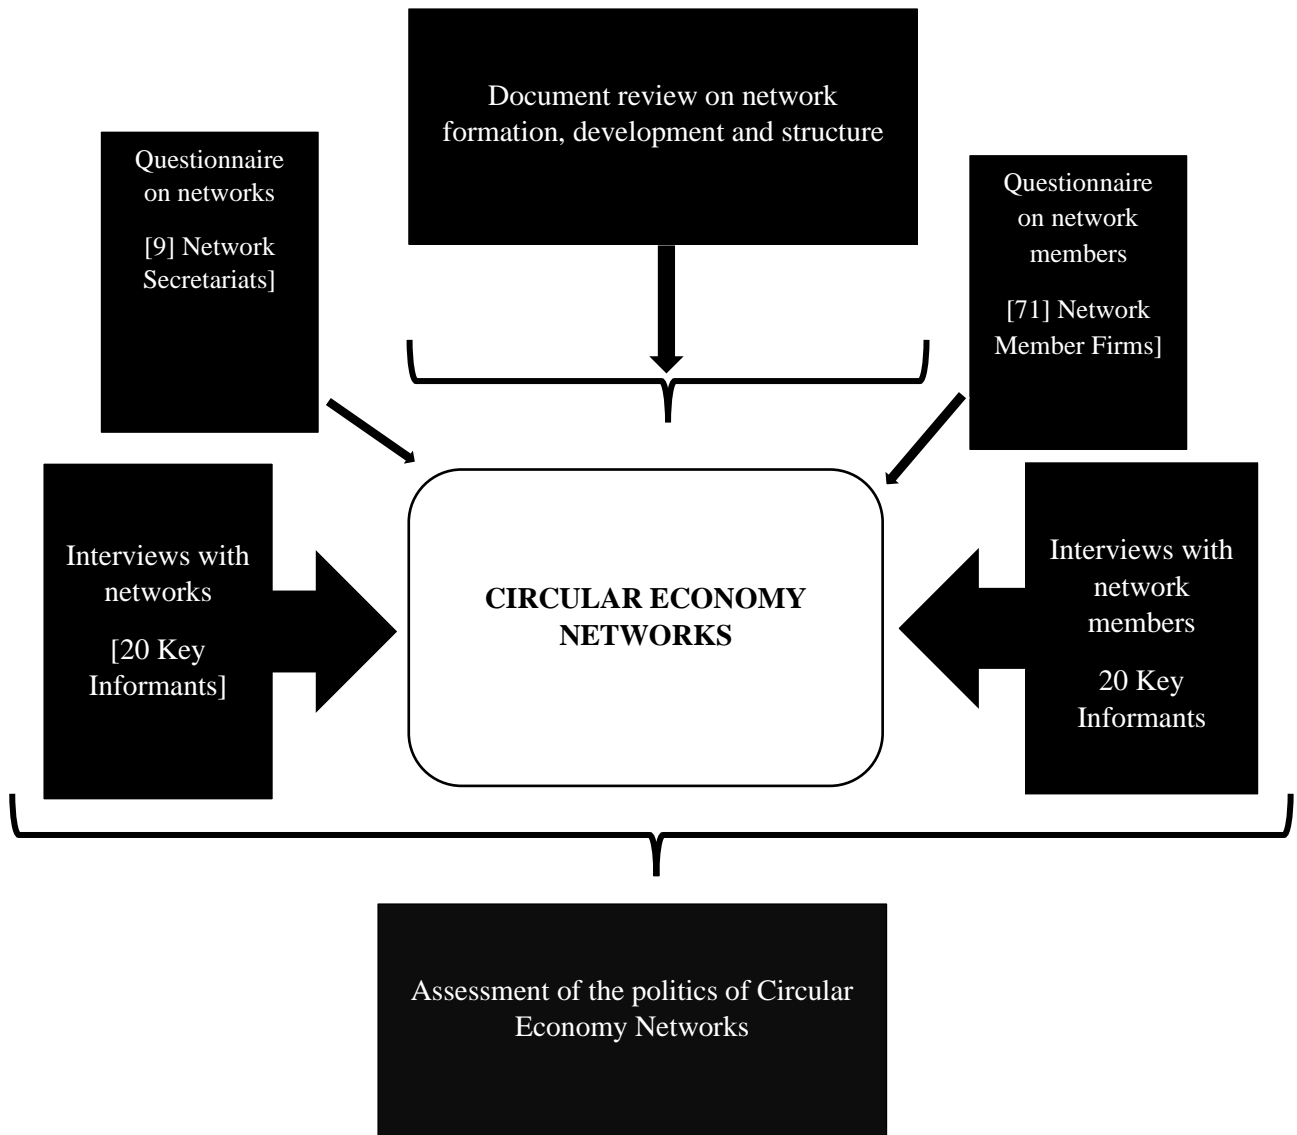 Document review on network
formation, development and structure
Questionnaire
on networks
[9] Network
Secretariats]
Questionnaire
on network
members
[71] Network
Member Firms]
Interviews with
networks
[20 Key
Informants]
CIRCULAR ECONOMY
NETWORKS
Interviews with
network
members
20 Key
Informants
Assessment of the politics of Circular
Economy Networks